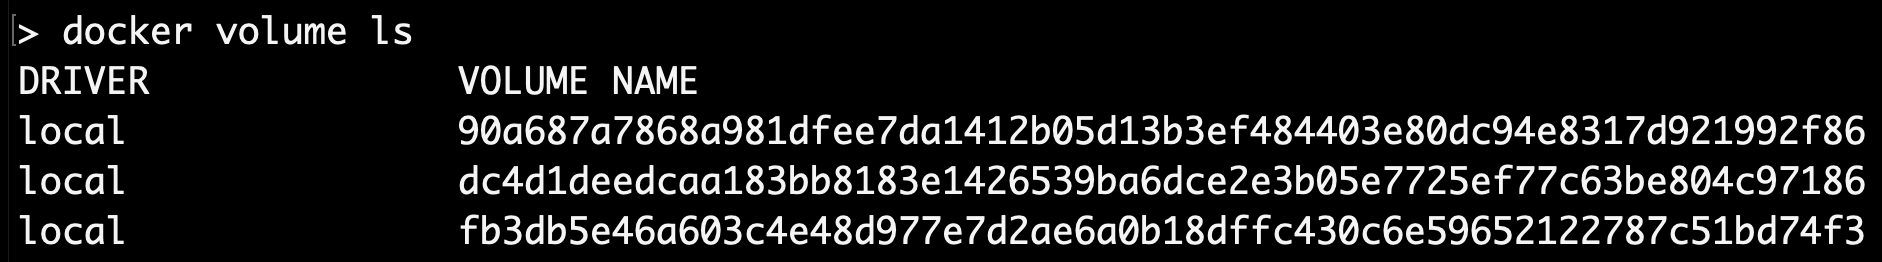 > docker volume ls
DRIVER VOLUME NAME
local 90a687a7868a981dfee7da1412b05d13b3ef484403e80dc94e8317d921992f86
local dc4d1deedcaa183bb8183e1426539ba6dce2e3b05e7725ef77c63be804c97186
local fb3db5e46a603c4e48d977e7d2ae6a0b18dffc430c6e59652122787c51bd74f3